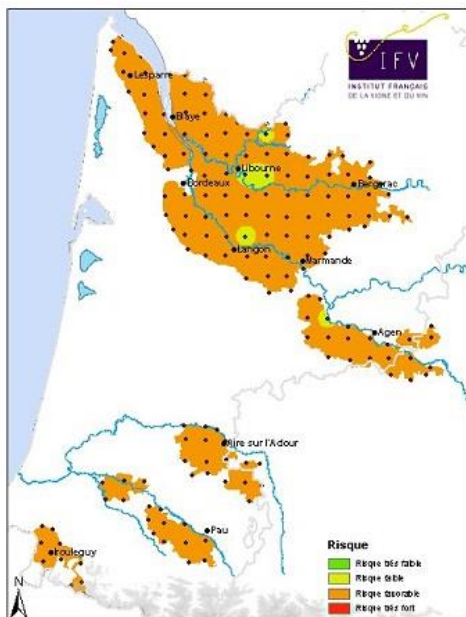 IFV
INSTITUT FRANÇAIS
DE LA VIGNE ET DU VIN
Lesparre
Blaye
Libourne
Bordeaux
Bergerac
Langon
Marmande
Agen
Aire sur l'Adour
Pau
Irouleguy
N
Risque
Risque très faible
Risque faible
Risque favorable
Risque très fort